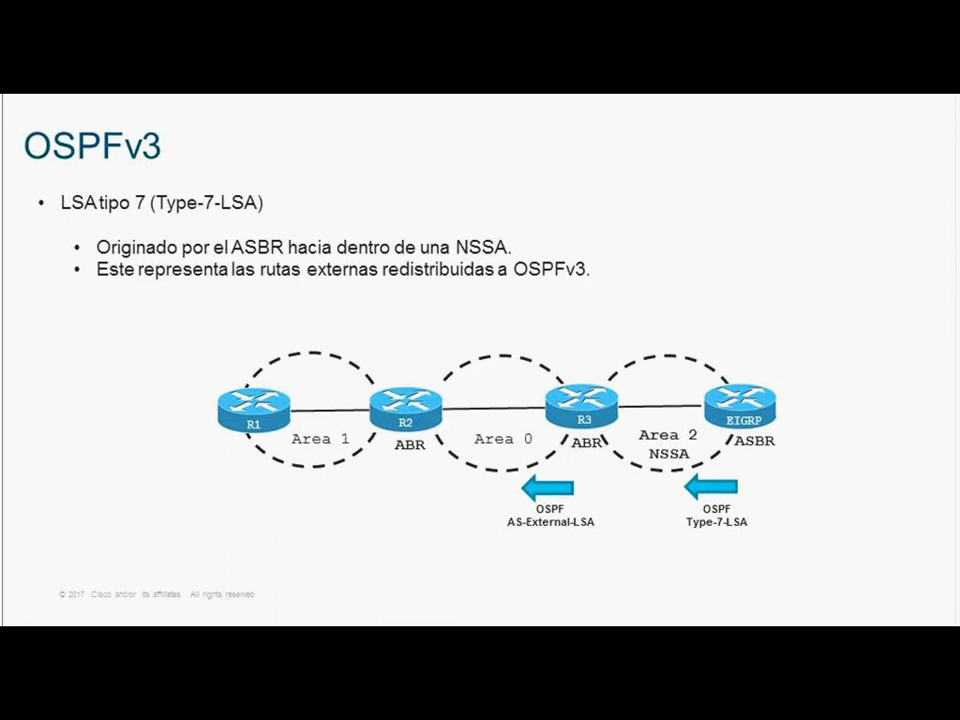 OSPFv3
• LSA tipo 7 (Type-7-LSA)
• Originado por el ASBR hacia dentro de una NSSA.
• Este representa las rutas externas redistribuidas a OSPFv3.
R1
R2
R3
EIGRP
Area 1
ABR
Area 0
ABR
Area 2
NSSA
ASBR
OSPF
AS-External-LSA
OSPF
Type-7-LSA
© 2017 Cisco and/or its affiliates. All rights reserved